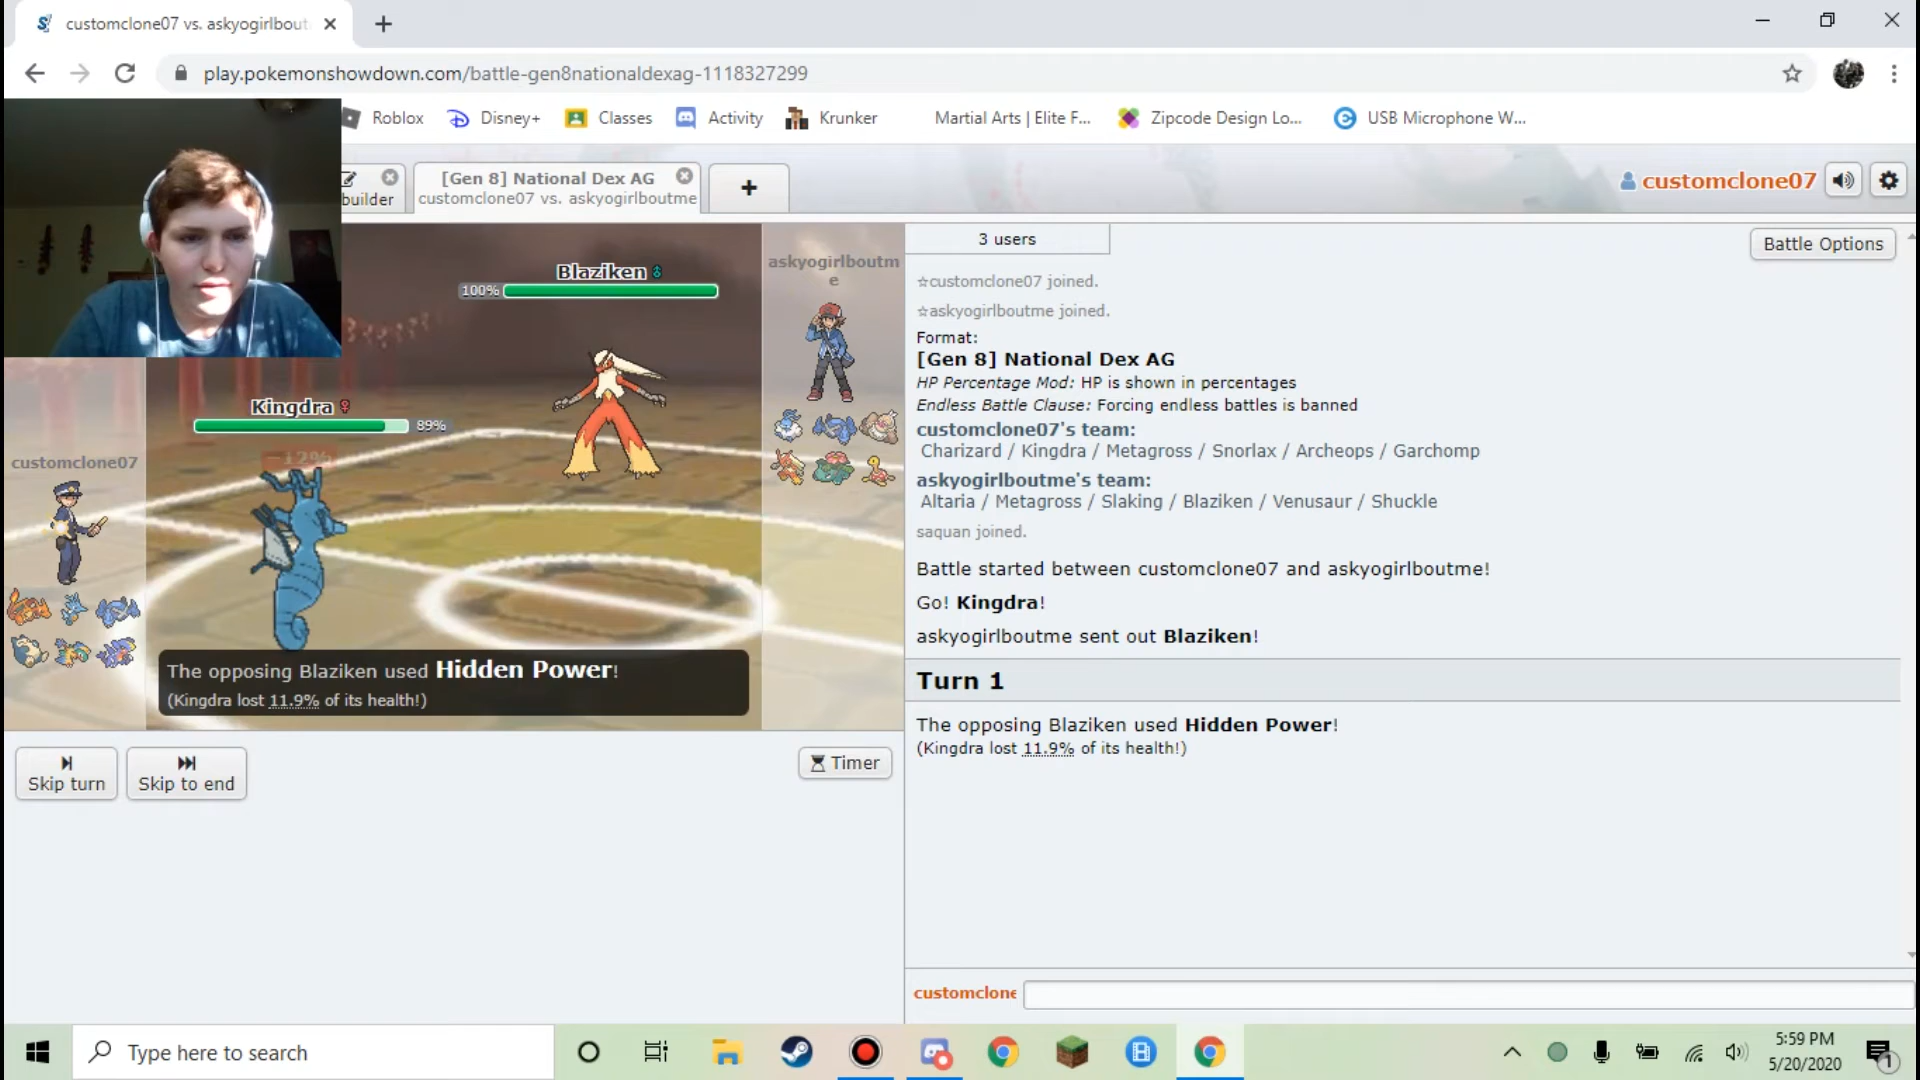 customclone07 vs. askyogirlbout
play.pokemonshowdown.com/battle-gen8nationaldexag-1118327299
Roblox
Disney+
Classes
Activity
Krunker
Martial Arts | Elite F...
Zipcode Design Lo...
USB Microphone W...
builder
[Gen 8] National Dex AG
customclone07 vs. askyogirlboutme
customclone07
3 users
Battle Options
askyogirlboutm
e
Blaziken
100%
Kingdra
89%
−12%
customclone07
The opposing Blaziken used Hidden Power!
(Kingdra lost 11.9% of its health!)
Skip turn
Skip to end
Timer
☆customclone07 joined.
☆askyogirlboutme joined.
Format:
[Gen 8] National Dex AG
HP Percentage Mod: HP is shown in percentages
Endless Battle Clause: Forcing endless battles is banned
customclone07's team:
Charizard / Kingdra / Metagross / Snorlax / Archeops / Garchomp
askyogirlboutme's team:
Altaria / Metagross / Slaking / Blaziken / Venusaur / Shuckle
saquan joined.
Battle started between customclone07 and askyogirlboutme!
Go! Kingdra!
askyogirlboutme sent out Blaziken!
Turn 1
The opposing Blaziken used Hidden Power!
(Kingdra lost 11.9% of its health!)
customclone
Type here to search
5:59 PM
5/20/2020
1